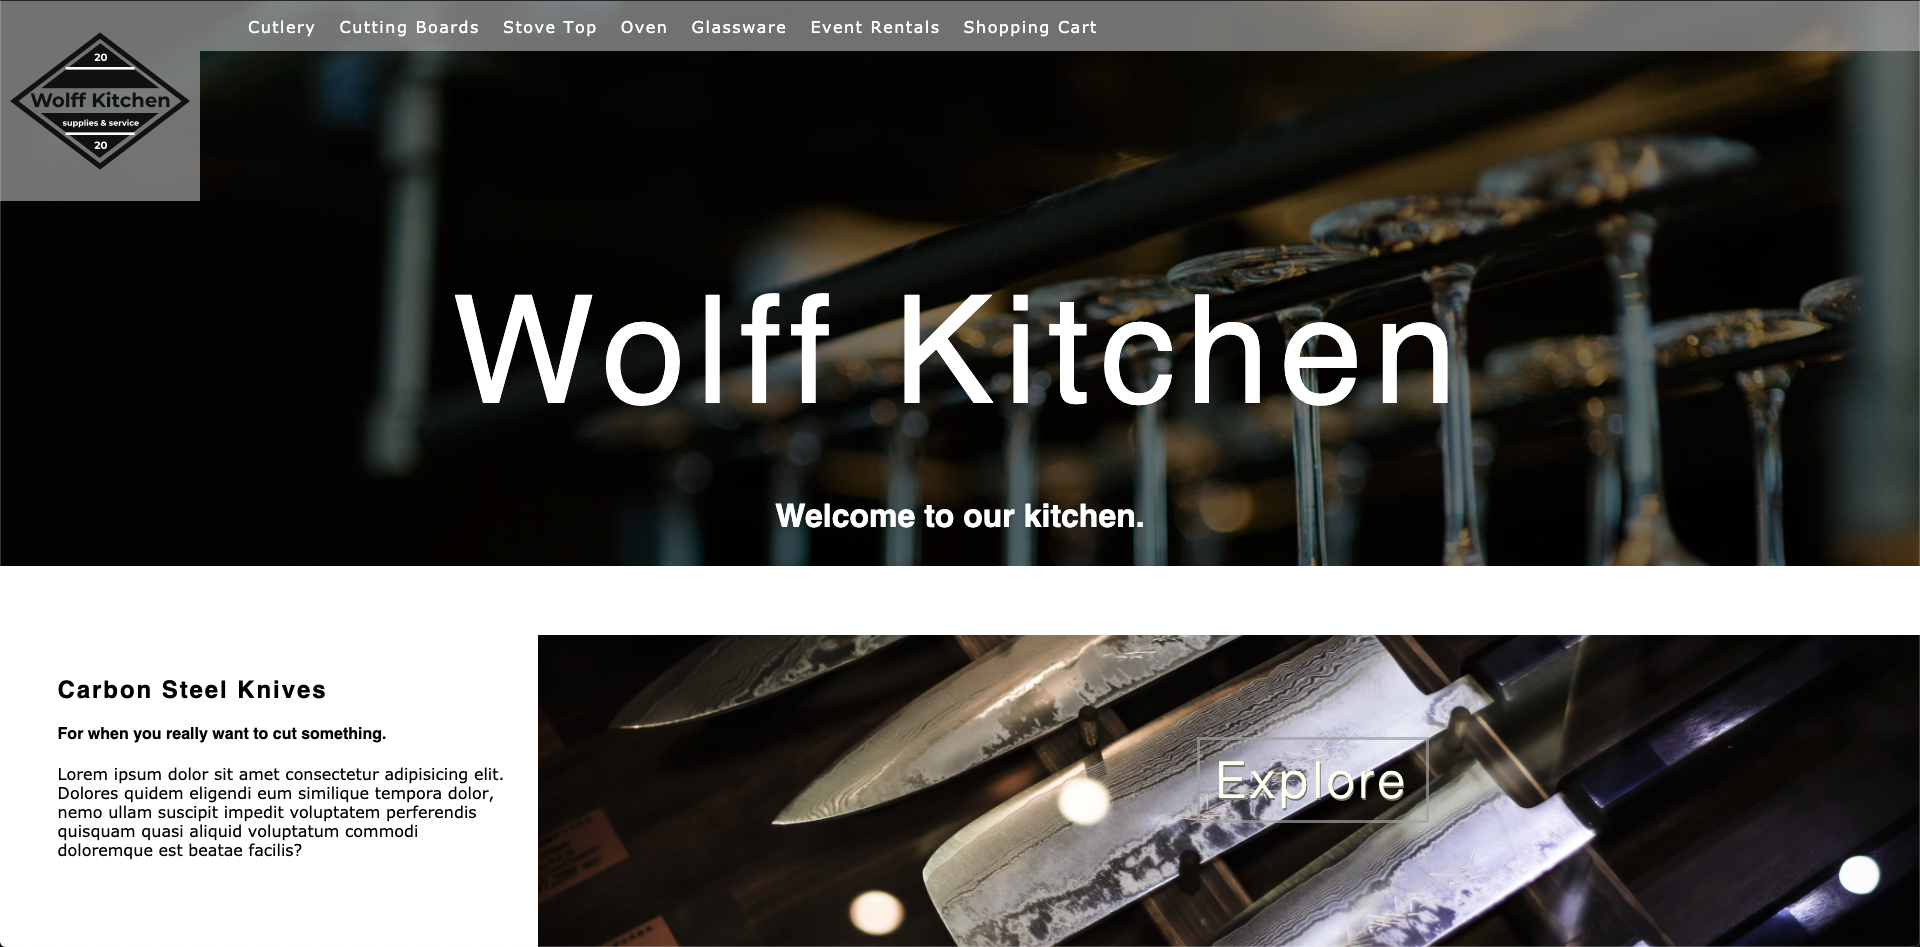 Cutlery Cutting Boards Stove Top Oven Glassware Event Rentals Shopping Cart
20
Wolff Kitchen
supplies & service
20
Wolff Kitchen
Welcome to our kitchen.
Carbon Steel Knives
For when you really want to cut something.
Lorem ipsum dolor sit amet consectetur adipisicing elit.
Dolores quidem eligendi eum similique tempora dolor,
nemo ullam suscipit impedit voluptatem perferendis
quisquam quasi aliquid voluptatum commodi
doloremque est beatae facilis?
Explore